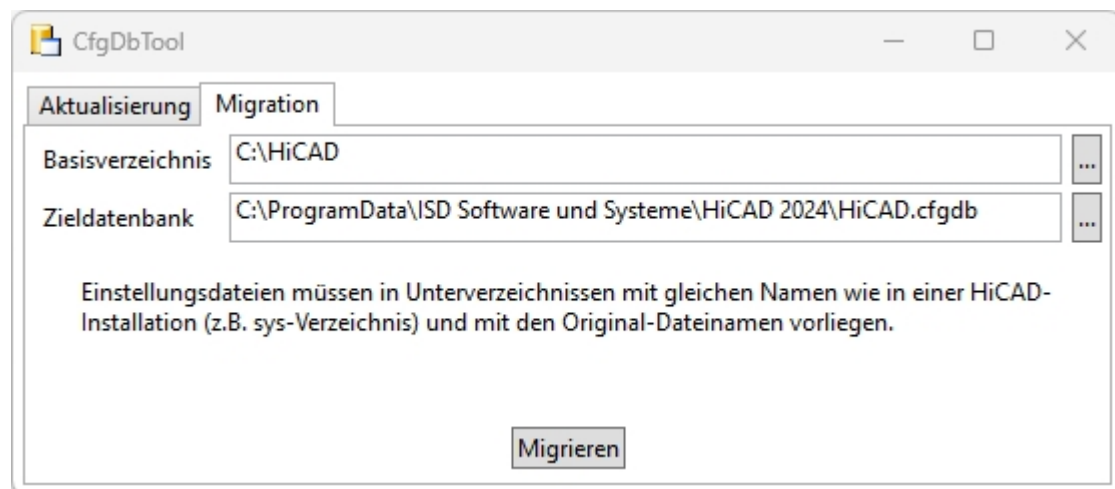 CfgDbTool
Aktualisierung Migration
Basisverzeichnis C:\HiCAD ...
Zieldatenbank C:\ProgramData\ISD Software und Systeme\HiCAD 2024\HiCAD.cfgdb ...
Einstellungsdateien müssen in Unterverzeichnissen mit gleichen Namen wie in einer HiCAD-
Installation (z.B. sys-Verzeichnis) und mit den Original-Dateinamen vorliegen.
Migrieren